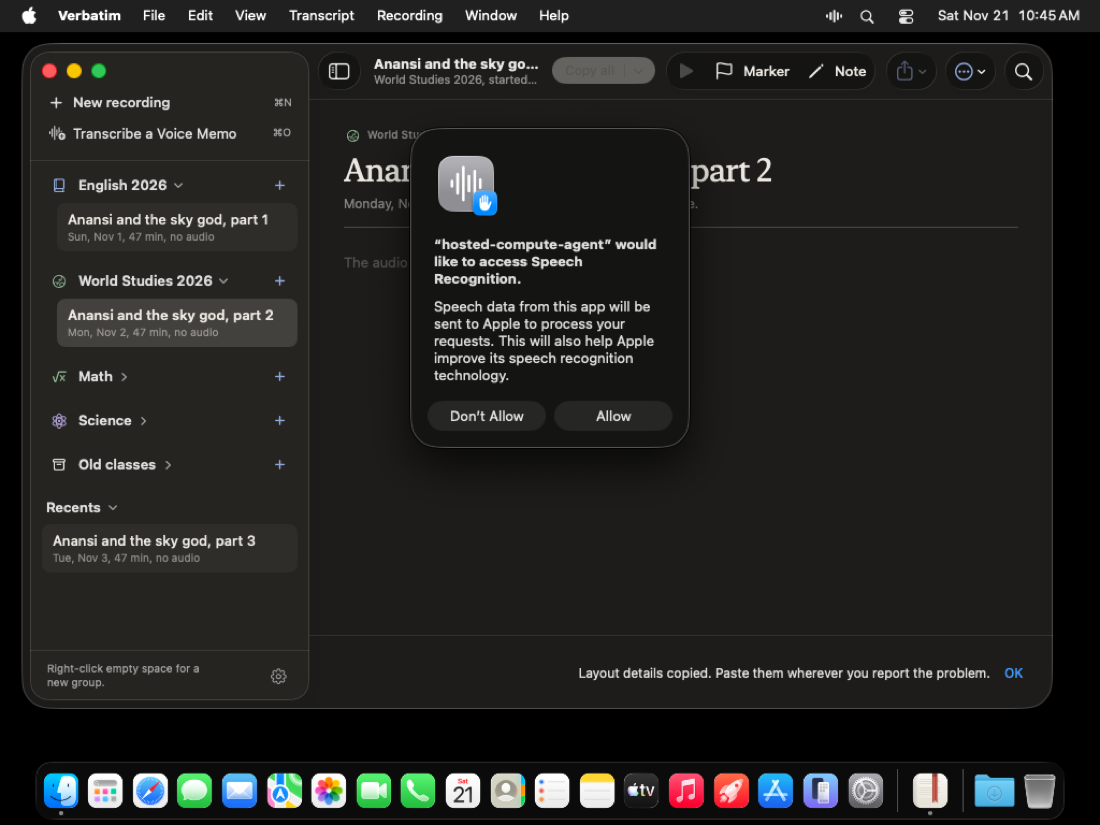 Verbatim File Edit View Transcript Recording Window Help Sat Nov 21 10:45 AM
New recording ⌘N
Transcribe a Voice Memo ⌘O
English 2026
Anansi and the sky god, part 1
Sun, Nov 1, 47 min, no audio
World Studies 2026
Anansi and the sky god, part 2
Mon, Nov 2, 47 min, no audio
Math
Science
Old classes
Recents
Anansi and the sky god, part 3
Tue, Nov 3, 47 min, no audio
Right-click empty space for a
new group.
Anansi and the sky go...
World Studies 2026, started...
Copy all
Marker
Note
World Stu
Anan part 2
Monday, N e.
The audio
“hosted-compute-agent” would
like to access Speech
Recognition.
Speech data from this app will be
sent to Apple to process your
requests. This will also help Apple
improve its speech recognition
technology.
Don’t Allow Allow
Layout details copied. Paste them wherever you report the problem. OK
Sat
21
tv